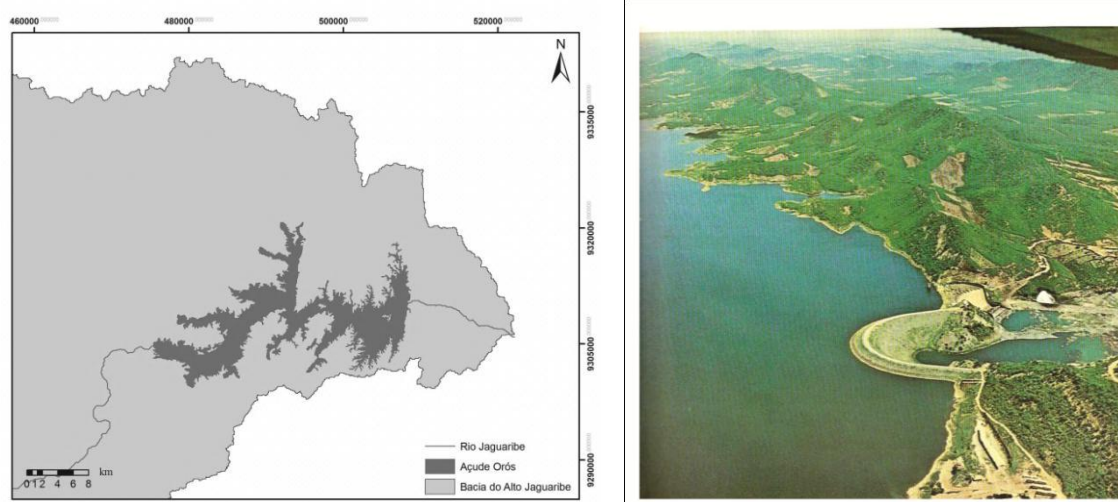 460000 480000 500000 520000
N
9335000
9320000
9305000
9290000
Rio Jaguaribe
Açude Orós
Bacia do Alto Jaguaribe
km
0 1 2 4 6 8